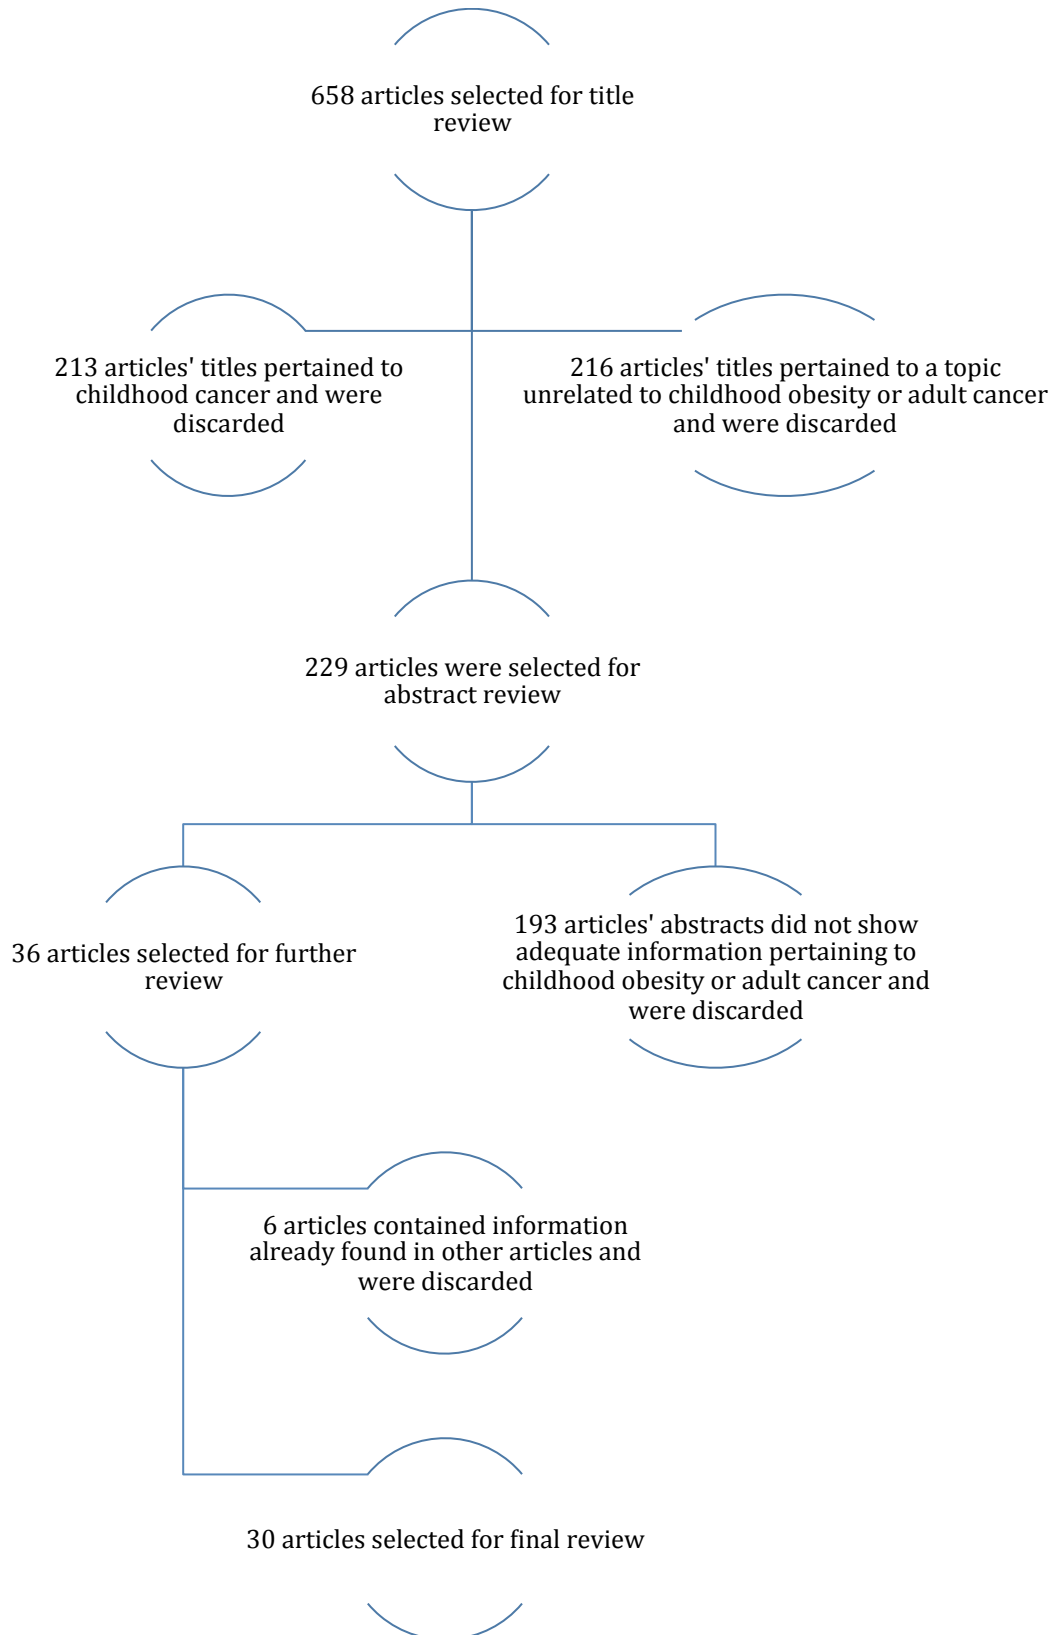 658 articles selected for title
review
213 articles' titles pertained to
childhood cancer and were
discarded
216 articles' titles pertained to a topic
unrelated to childhood obesity or adult cancer
and were discarded
229 articles were selected for
abstract review
36 articles selected for further
review
193 articles' abstracts did not show
adequate information pertaining to
childhood obesity or adult cancer and
were discarded
6 articles contained information
already found in other articles and
were discarded
30 articles selected for final review